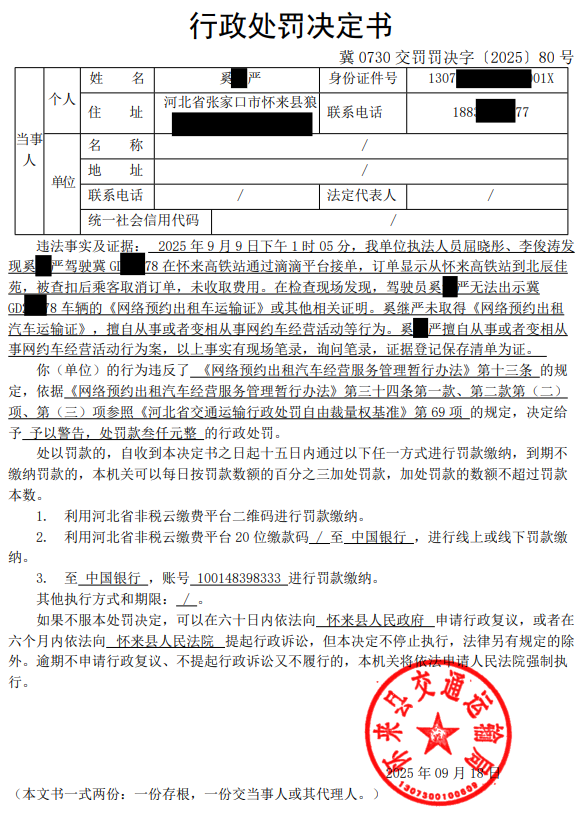 行政处罚决定书
冀 0730 交罚罚决字〔2025〕80 号
当事人
个人
姓 名
奚 严
身份证件号
1307 001X
住 址
河北省张家口市怀来县狼
联系电话
188 77
单位
名 称
/
地 址
/
联系电话
/
法定代表人
/
统一社会信用代码
/
违法事实及证据： 2025 年 9 月 9 日下午 1 时 05 分，我单位执法人员屈晓彤、李俊涛发
现奚 严驾驶冀 GD 78 在怀来高铁站通过滴滴平台接单，订单显示从怀来高铁到北辰佳
苑，被查扣后乘客取消订单，未收取费用。在检查现场发现，驾驶员奚 严无法出示冀
GD 78 车辆的《网络预约出租车运输证》或其他相关证明。奚继严未取得《网络预约出租
汽车运输证》，擅自从事或者变相从事网约车经营活动等行为。奚 严擅自从事或者变相从
事网约车经营活动行为案，以上事实有现场笔录，询问笔录，证据登记保存清单为证。
你（单位）的行为违反了 《网络预约出租汽车经营服务管理暂行办法》第十三条 的规
定，依据《网络预约出租汽车经营服务管理暂行办法》第三十四条第一款、第二款第（二）
项、第（三）项参照《河北省交通运输行政处罚自由裁量权基准》第 69 项 的规定，决定给
予 予以警告，处罚款叁仟元整 的行政处罚。
处以罚款的，自收到本决定书之日起十五日内通过以下任一方式进行罚款缴纳，到期不
缴纳罚款的，本机关可以每日按罚款数额的百分之三加处罚款，加处罚款的数额不超过罚款
本数。
1. 利用河北省非税云缴费平台二维码进行罚款缴纳。
2. 利用河北省非税云缴费平台 20 位缴款码 / 至 中国银行 ，进行线上或线下罚款缴
纳。
3. 至 中国银行 ，账号 100148398333 进行罚款缴纳。
其他执行方式和期限： / 。
如果不服本处罚决定，可以在六十日内依法向 怀来县人民政府 申请行政复议，或者在
六个月内依法向 怀来县人民法院 提起行政诉讼，但本决定不停止执行，法律另有规定的除
外。逾期不申请行政复议、不提起行政诉讼又不履行的，本机关将依法申请人民法院强制执
行。
怀来县交通运输局
2025 年 09 月 18 日
1307300100609
（本文书一式两份：一份存根，一份交当事人或其代理人。）